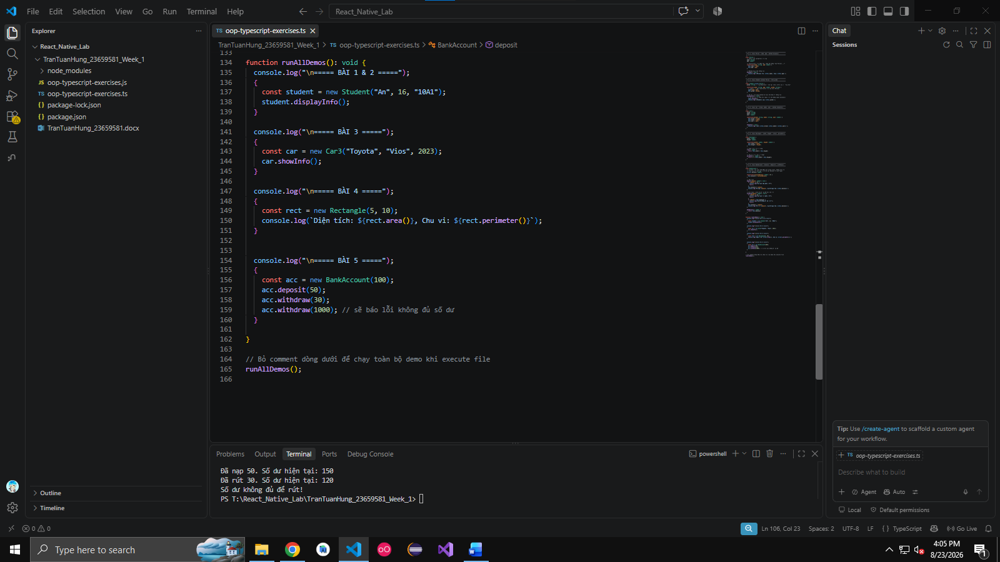 File Edit Selection View Go Run Terminal Help
React_Native_Lab
Explorer
React_Native_Lab
TranTuanHung_23659581_Week_1
node_modules
JS oop-typescript-exercises.js
TS oop-typescript-exercises.ts
{} package-lock.json
{} package.json
TranTuanHung_23659581.docx
Outline
Timeline
TS oop-typescript-exercises.ts
TranTuanHung_23659581_Week_1 > TS oop-typescript-exercises.ts > BankAccount > deposit
133
134 function runAllDemos(): void {
135 console.log("\n===== BÀI 1 & 2 =====");
136 {
137 const student = new Student("An", 16, "10A1");
138 student.displayInfo();
139 }
140
141 console.log("\n===== BÀI 3 =====");
142 {
143 const car = new Car3("Toyota", "Vios", 2023);
144 car.showInfo();
145 }
146
147 console.log("\n===== BÀI 4 =====");
148 {
149 const rect = new Rectangle(5, 10);
150 console.log(`Diện tích: ${rect.area()}, Chu vi: ${rect.perimeter()}`);
151 }
152
153
154 console.log("\n===== BÀI 5 =====");
155 {
156 const acc = new BankAccount(100);
157 acc.deposit(50);
158 acc.withdraw(30);
159 acc.withdraw(1000); // sẽ báo lỗi không đủ số dư
160 }
161
162 }
163
164 // Bỏ comment dòng dưới để chạy toàn bộ demo khi execute file
165 runAllDemos();
166
Problems Output Terminal Ports Debug Console
powershell
Đã nạp 50. Số dư hiện tại: 150
Đã rút 30. Số dư hiện tại: 120
Số dư không đủ để rút!
PS T:\React_Native_Lab\TranTuanHung_23659581_Week_1>
Chat
Sessions
Tip: Use /create-agent to scaffold a custom agent
for your workflow.
TS oop-typescript-exercises.ts
Describe what to build
Agent Auto
Local Default permissions
0 0
Ln 106, Col 23 Spaces: 2 UTF-8 LF {} TypeScript Go Live
Type here to search
4:05 PM
8/23/2026
1